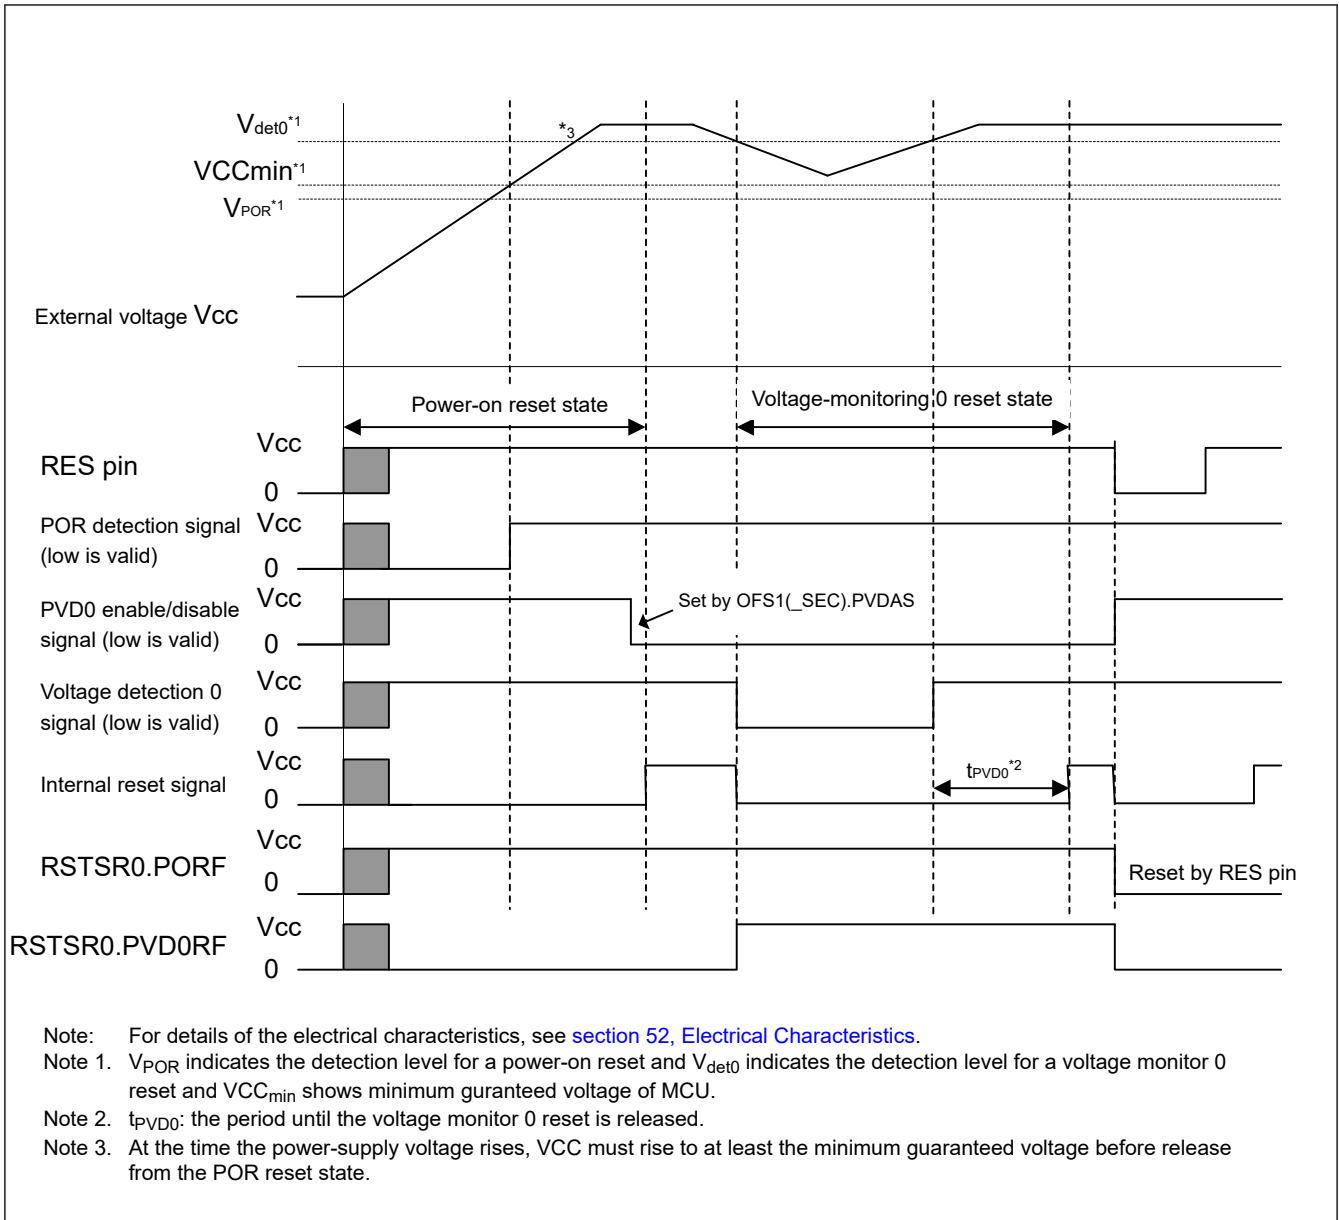 Vdet0*1
*3
VCCmin*1
VPOR*1
External voltage Vcc
Power-on reset state
Voltage-monitoring 0 reset state
RES pin
Vcc
0
POR detection signal
(low is valid)
Vcc
0
PVD0 enable/disable
signal (low is valid)
Vcc
0
Set by OFS1(_SEC).PVDAS
Voltage detection 0
signal (low is valid)
Vcc
0
Internal reset signal
Vcc
0
tPVD0*2
RSTSR0.PORF
Vcc
0
Reset by RES pin
RSTSR0.PVD0RF
Vcc
0
Note: For details of the electrical characteristics, see section 52, Electrical Characteristics.
Note 1. VPOR indicates the detection level for a power-on reset and Vdet0 indicates the detection level for a voltage monitor 0
reset and VCCmin shows minimum guranteed voltage of MCU.
Note 2. tPVD0: the period until the voltage monitor 0 reset is released.
Note 3. At the time the power-supply voltage rises, VCC must rise to at least the minimum guaranteed voltage before release
from the POR reset state.